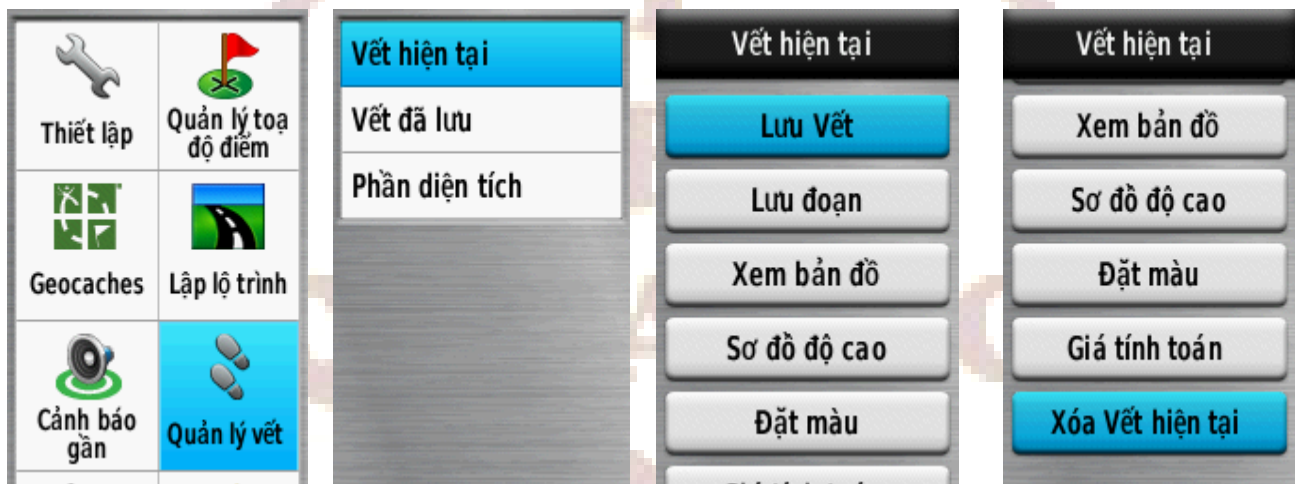 Thiết lập
Quản lý toạ
độ điểm
Geocaches
Lập lộ trình
Cảnh báo
gần
Quản lý vết
Vết hiện tại
Vết đã lưu
Phần diện tích
Vết hiện tại
Lưu Vết
Lưu đoạn
Xem bản đồ
Sơ đồ độ cao
Đặt màu
Vết hiện tại
Xem bản đồ
Sơ đồ độ cao
Đặt màu
Giá tính toán
Xóa Vết hiện tại